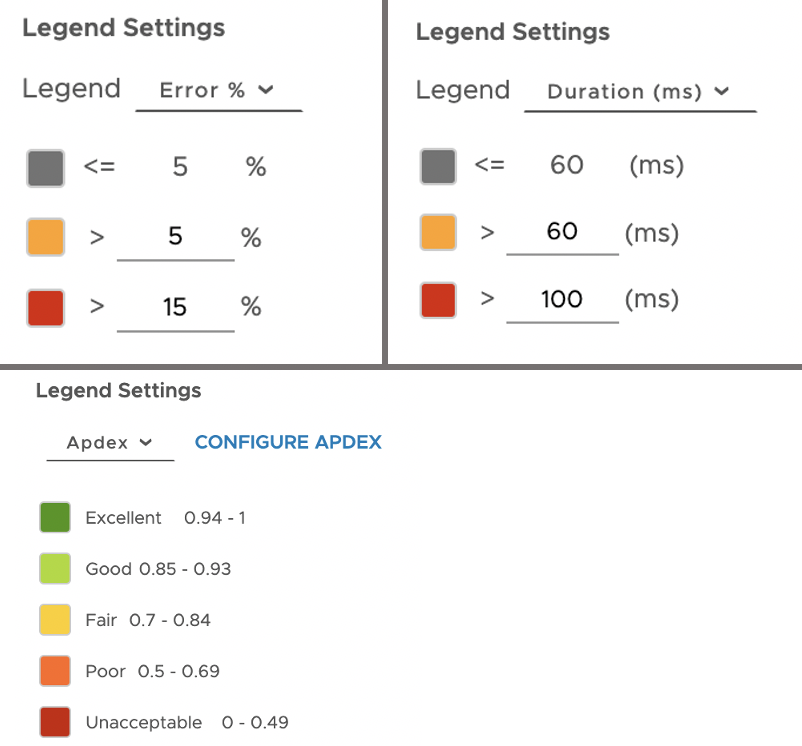 Legend Settings
Legend Error %
<= 5 %
> 5 %
> 15 %
Legend Settings
Legend Duration (ms)
<= 60 (ms)
> 60 (ms)
> 100 (ms)
Legend Settings
Apdex CONFIGURE APDEX
Excellent 0.94 - 1
Good 0.85 - 0.93
Fair 0.7 - 0.84
Poor 0.5 - 0.69
Unacceptable 0 - 0.49